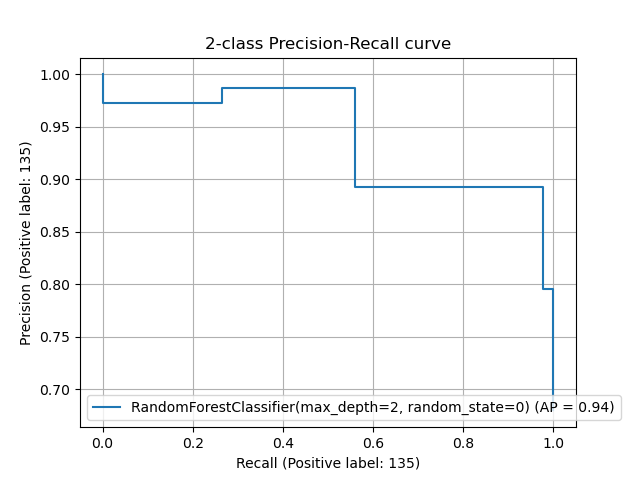 2-class Precision-Recall curve
1.00
0.95
0.90
0.85
0.80
0.75
0.70
Precision (Positive label: 135)
RandomForestClassifier(max_depth=2, random_state=0) (AP = 0.94)
0.0 0.2 0.4 0.6 0.8 1.0
Recall (Positive label: 135)